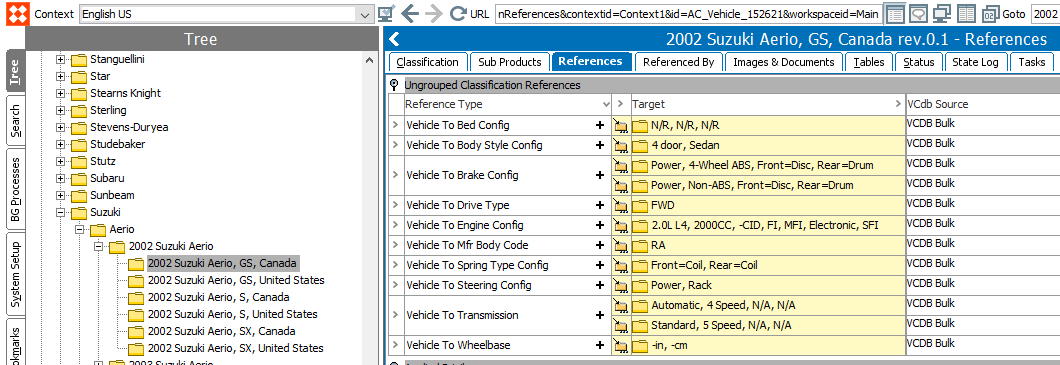 Context English US URL nReferences&contextid=Context1&id=AC_Vehicle_152621&workspaceid=Main Goto 2002
Tree
Search
BG Processes
System Setup
Tree
Stanguellini
Star
Stearns Knight
Sterling
Stevens-Duryea
Studebaker
Stutz
Subaru
Sunbeam
Suzuki
Aerio
2002 Suzuki Aerio
2002 Suzuki Aerio, GS, Canada
2002 Suzuki Aerio, GS, United States
2002 Suzuki Aerio, S, Canada
2002 Suzuki Aerio, S, United States
2002 Suzuki Aerio, SX, Canada
2002 Suzuki Aerio, SX, United States
2003 Suzuki Aerio
2002 Suzuki Aerio, GS, Canada rev.0.1 - References
Classification Sub Products References Referenced By Images & Documents Tables Status State Log Tasks
Ungrouped Classification References
Reference Type > Target > VCdb Source
Vehicle To Bed Config + N/R, N/R, N/R VCDB Bulk
Vehicle To Body Style Config + 4 door, Sedan VCDB Bulk
Vehicle To Brake Config + Power, 4-Wheel ABS, Front=Disc, Rear=Drum VCDB Bulk
Power, Non-ABS, Front=Disc, Rear=Drum VCDB Bulk
Vehicle To Drive Type + FWD VCDB Bulk
Vehicle To Engine Config + 2.0L L4, 2000CC, -CID, FI, MFI, Electronic, SFI VCDB Bulk
Vehicle To Mfr Body Code + RA VCDB Bulk
Vehicle To Spring Type Config + Front=Coil, Rear=Coil VCDB Bulk
Vehicle To Steering Config + Power, Rack VCDB Bulk
Vehicle To Transmission + Automatic, 4 Speed, N/A, N/A VCDB Bulk
Standard, 5 Speed, N/A, N/A VCDB Bulk
Vehicle To Wheelbase + -in, -cm VCDB Bulk